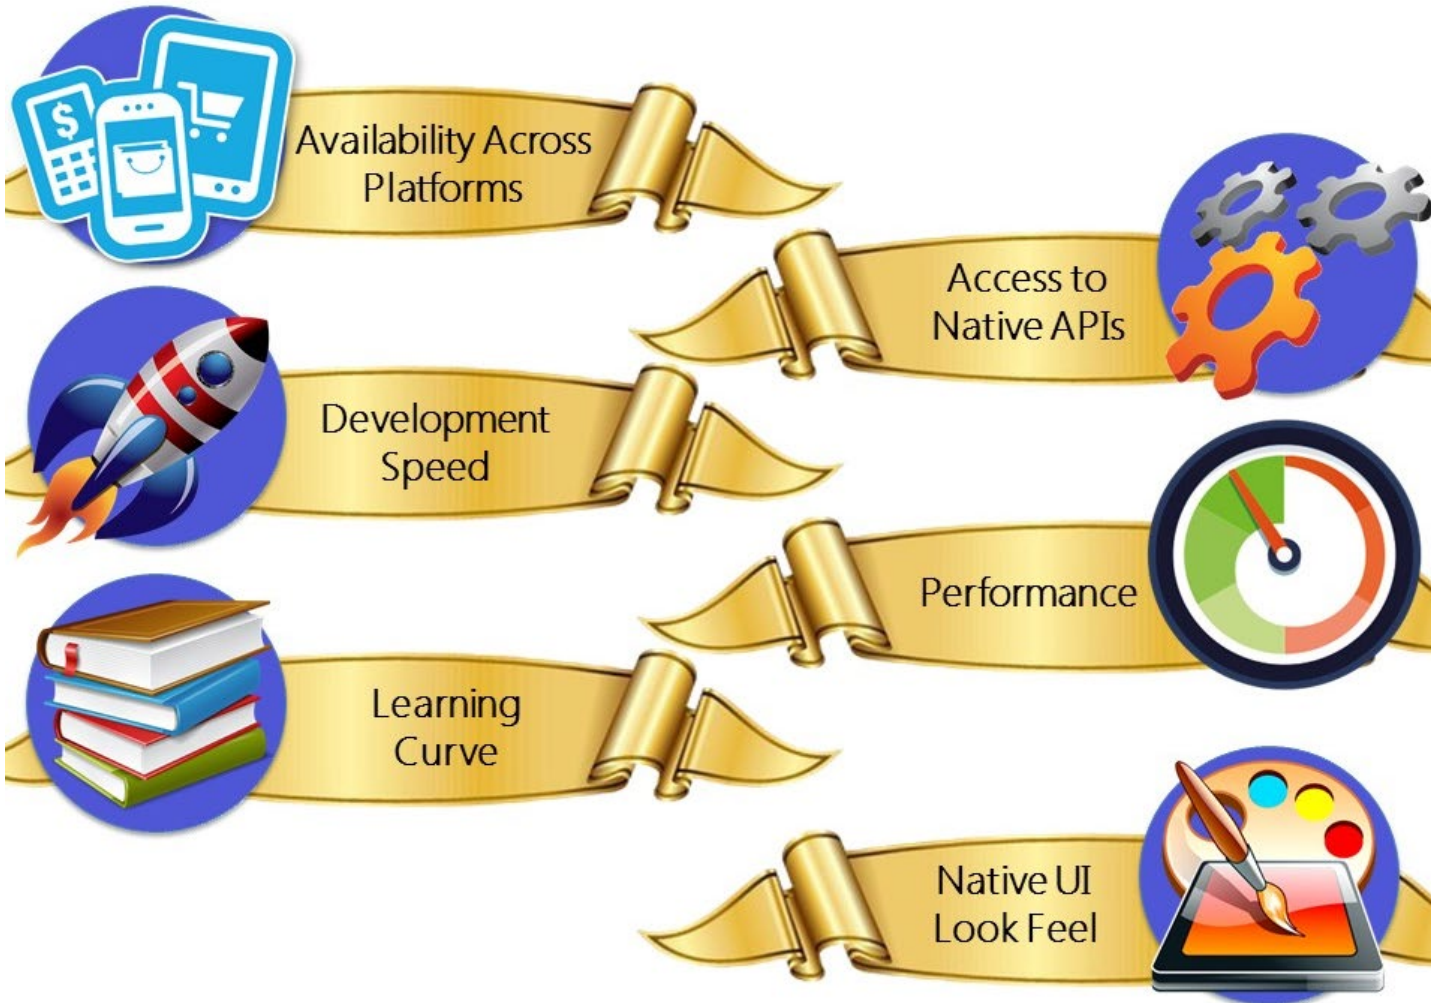 $
Availability Across
Platforms
Access to
Native APIs
Development
Speed
Performance
Learning
Curve
Native UI
Look Feel